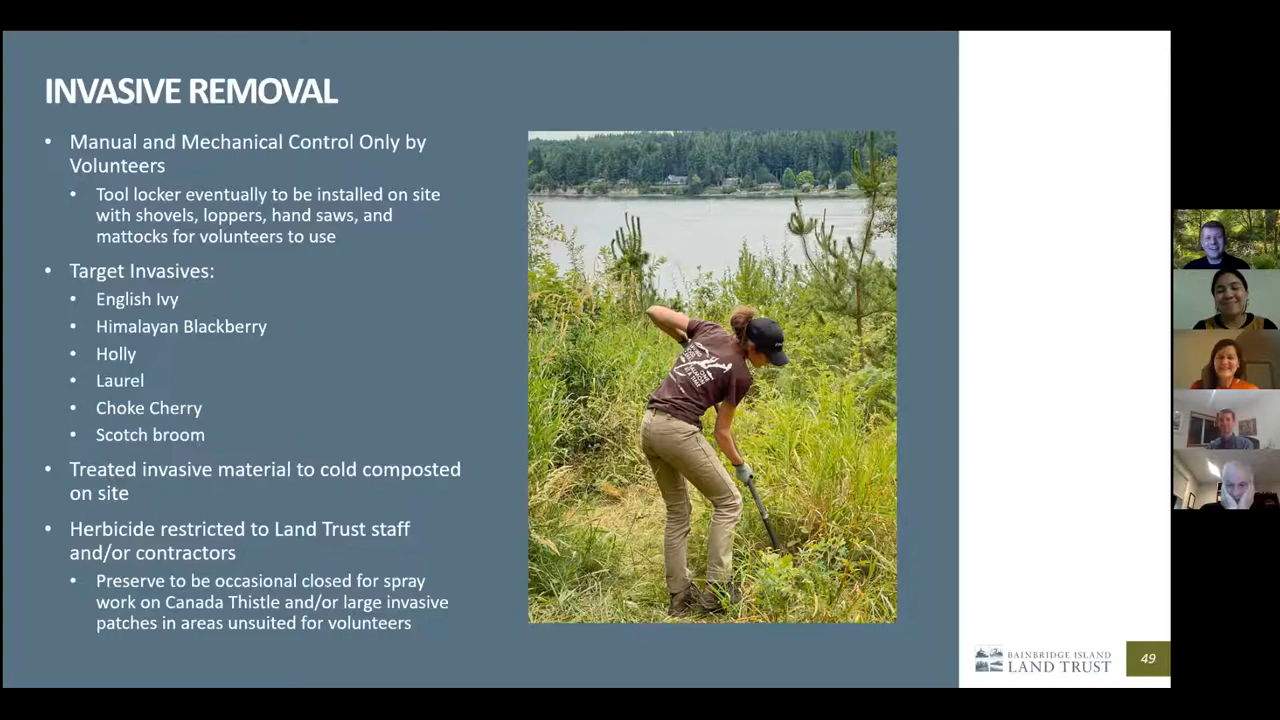 INVASIVE REMOVAL
• Manual and Mechanical Control Only by
Volunteers
• Tool locker eventually to be installed on site
with shovels, loppers, hand saws, and
mattocks for volunteers to use
• Target Invasives:
• English Ivy
• Himalayan Blackberry
• Holly
• Laurel
• Choke Cherry
• Scotch broom
• Treated invasive material to cold composted
on site
• Herbicide restricted to Land Trust staff
and/or contractors
• Preserve to be occasional closed for spray
work on Canada Thistle and/or large invasive
patches in areas unsuited for volunteers
ONE
SALMON
AT A TIME
BAINBRIDGE ISLAND
LAND TRUST
49